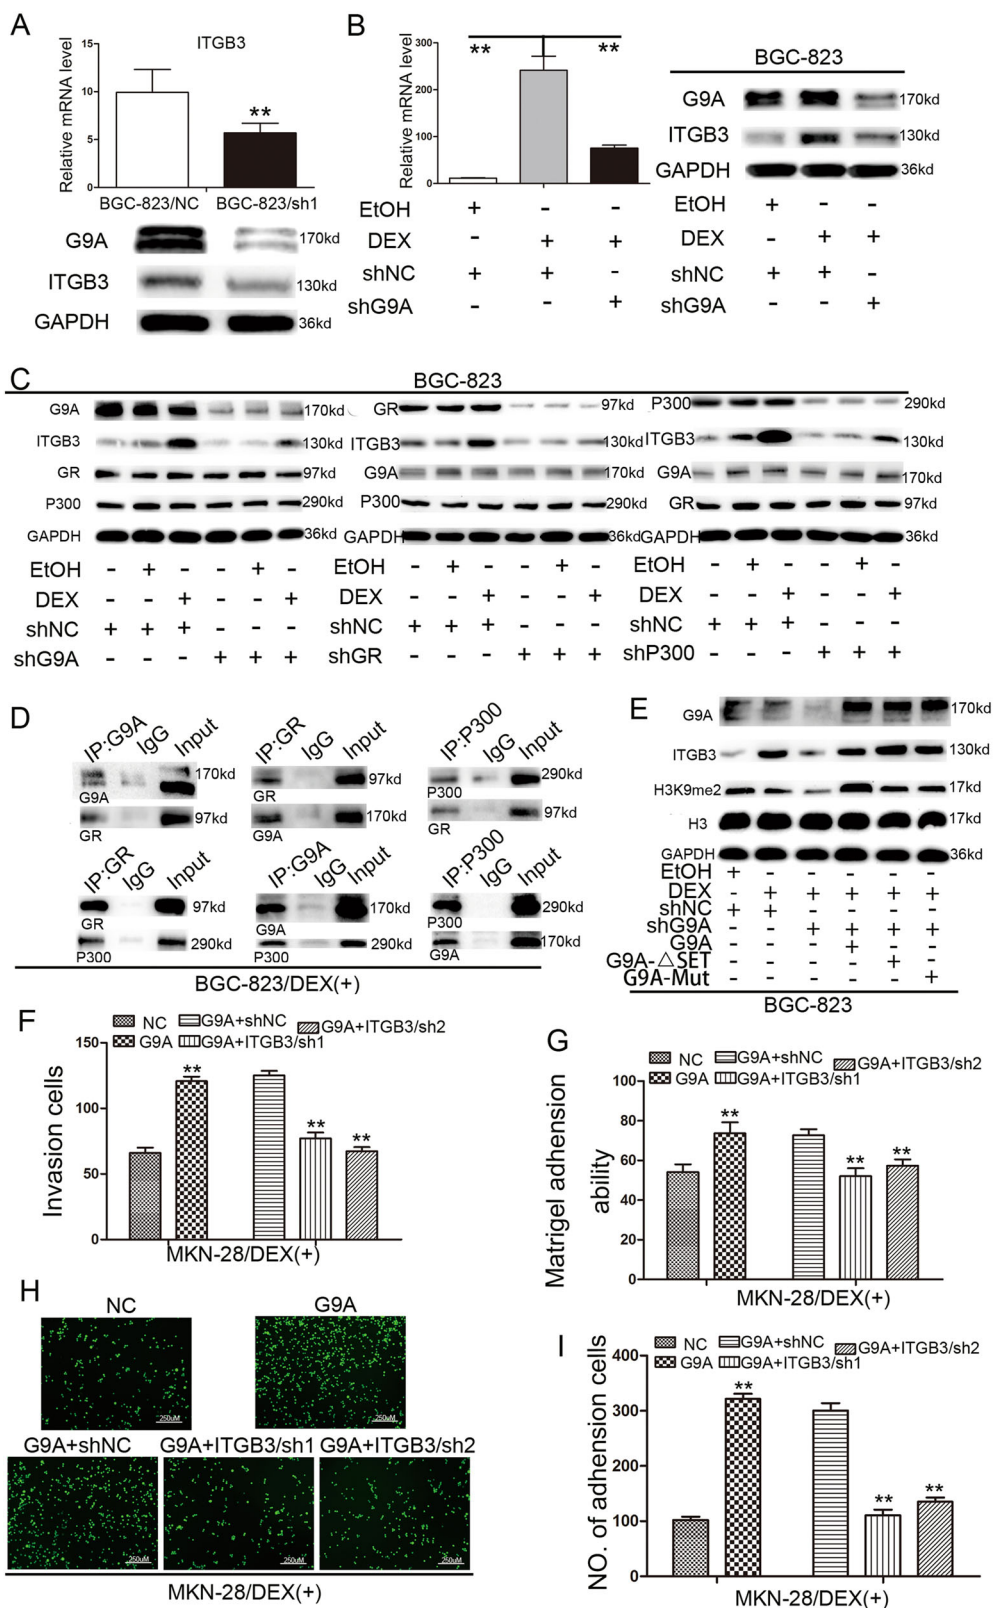 A
ITGB3
Relative mRNA level
15
10
5
0
**
BGC-823/NC BGC-823/sh1
G9A 170kd
ITGB3 130kd
GAPDH 36kd
B
Relative mRNA level
300
200
100
0
** **
EtOH + - -
DEX - + +
shNC + + -
shG9A - - +
BGC-823
G9A 170kd
ITGB3 130kd
GAPDH 36kd
EtOH + - -
DEX - + +
shNC + + -
shG9A - - +
C
BGC-823
G9A 170kd
ITGB3 130kd
GR 97kd
P300 290kd
GAPDH 36kd
EtOH - + - - + -
DEX - - + - - +
shNC + + + - - -
shG9A - - - + + +
GR 97kd
ITGB3 130kd
G9A 170kd
P300 290kd
GAPDH 36kd
EtOH - + - - + -
DEX - - + - - +
shNC + + + - - -
shGR - - - + + +
P300 290kd
ITGB3 130kd
G9A 170kd
GR 97kd
GAPDH 36kd
EtOH - + - - + -
DEX - - + - - +
shNC + + + - - -
shP300 - - - + + +
D
IP:G9A IgG Input
G9A 170kd
GR 97kd
IP:GR IgG Input
GR 97kd
G9A 170kd
IP:P300 IgG Input
P300 290kd
GR 97kd
IP:GR IgG Input
GR 97kd
P300 290kd
IP:G9A IgG Input
G9A 170kd
P300 290kd
IP:P300 IgG Input
P300 290kd
G9A 170kd
BGC-823/DEX(+)
E
G9A 170kd
ITGB3 130kd
H3K9me2 17kd
H3 17kd
GAPDH 36kd
EtOH + - - - - -
DEX - + + + + +
shNC + + - - - -
shG9A - - + + + +
G9A - - - + - -
G9A-△SET - - - - + -
G9A-Mut - - - - - +
BGC-823
F
NC G9A+shNC G9A+ITGB3/sh2
G9A G9A+ITGB3/sh1
Invasion cells
150
100
50
0
** ** **
MKN-28/DEX(+)
G
NC G9A+shNC G9A+ITGB3/sh2
G9A G9A+ITGB3/sh1
Matrigel adhension
ability
100
80
60
40
20
0
** ** **
MKN-28/DEX(+)
H
NC G9A
250uM 250uM
G9A+shNC G9A+ITGB3/sh1 G9A+ITGB3/sh2
250uM 250uM 250uM
MKN-28/DEX(+)
I
NC G9A+shNC G9A+ITGB3/sh2
G9A G9A+ITGB3/sh1
NO. of adhension cells
400
300
200
100
0
** ** **
MKN-28/DEX(+)